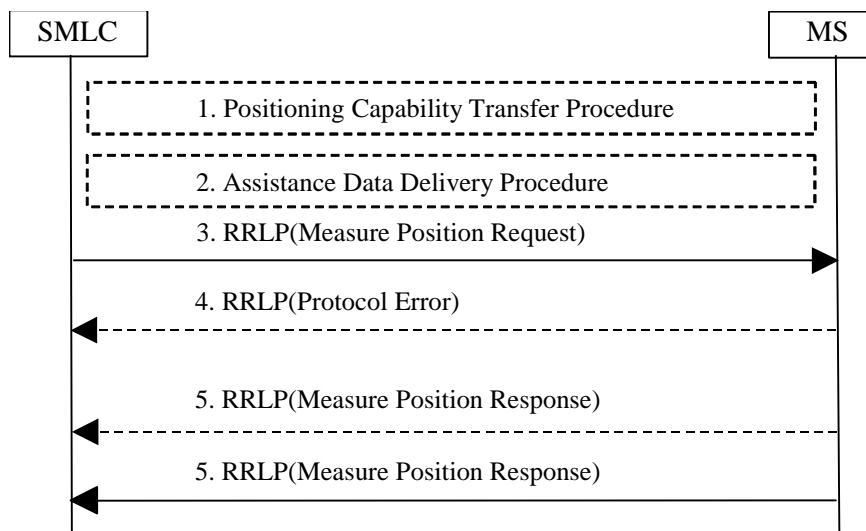 SMLC
MS
1. Positioning Capability Transfer Procedure
2. Assistance Data Delivery Procedure
3. RRLP(Measure Position Request)
4. RRLP(Protocol Error)
5. RRLP(Measure Position Response)
5. RRLP(Measure Position Response)